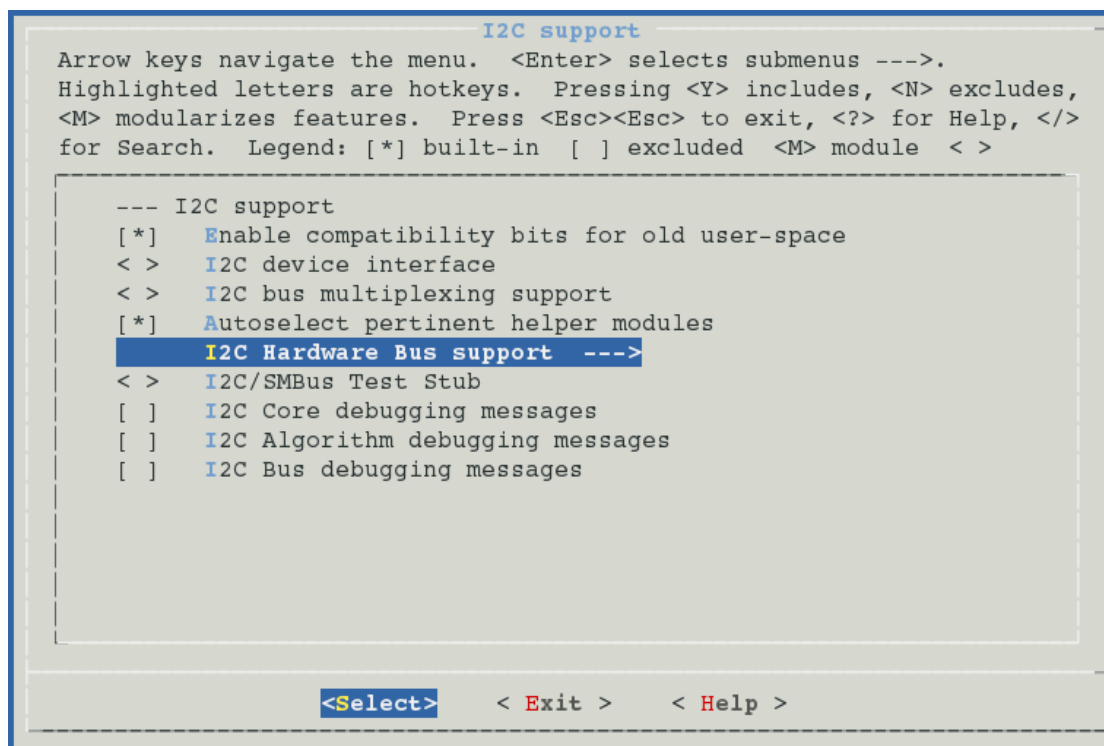 I2C support
Arrow keys navigate the menu.  <Enter> selects submenus --->.
Highlighted letters are hotkeys.  Pressing <Y> includes, <N> excludes,
<M> modularizes features.  Press <Esc><Esc> to exit, <?> for Help, </>
for Search.  Legend: [*] built-in  [ ] excluded  <M> module  < >
--- I2C support
[*]   Enable compatibility bits for old user-space
< >   I2C device interface
< >   I2C bus multiplexing support
[*]   Autoselect pertinent helper modules
I2C Hardware Bus support  --->
< >   I2C/SMBus Test Stub
[ ]   I2C Core debugging messages
[ ]   I2C Algorithm debugging messages
[ ]   I2C Bus debugging messages
<Select>    < Exit >    < Help >